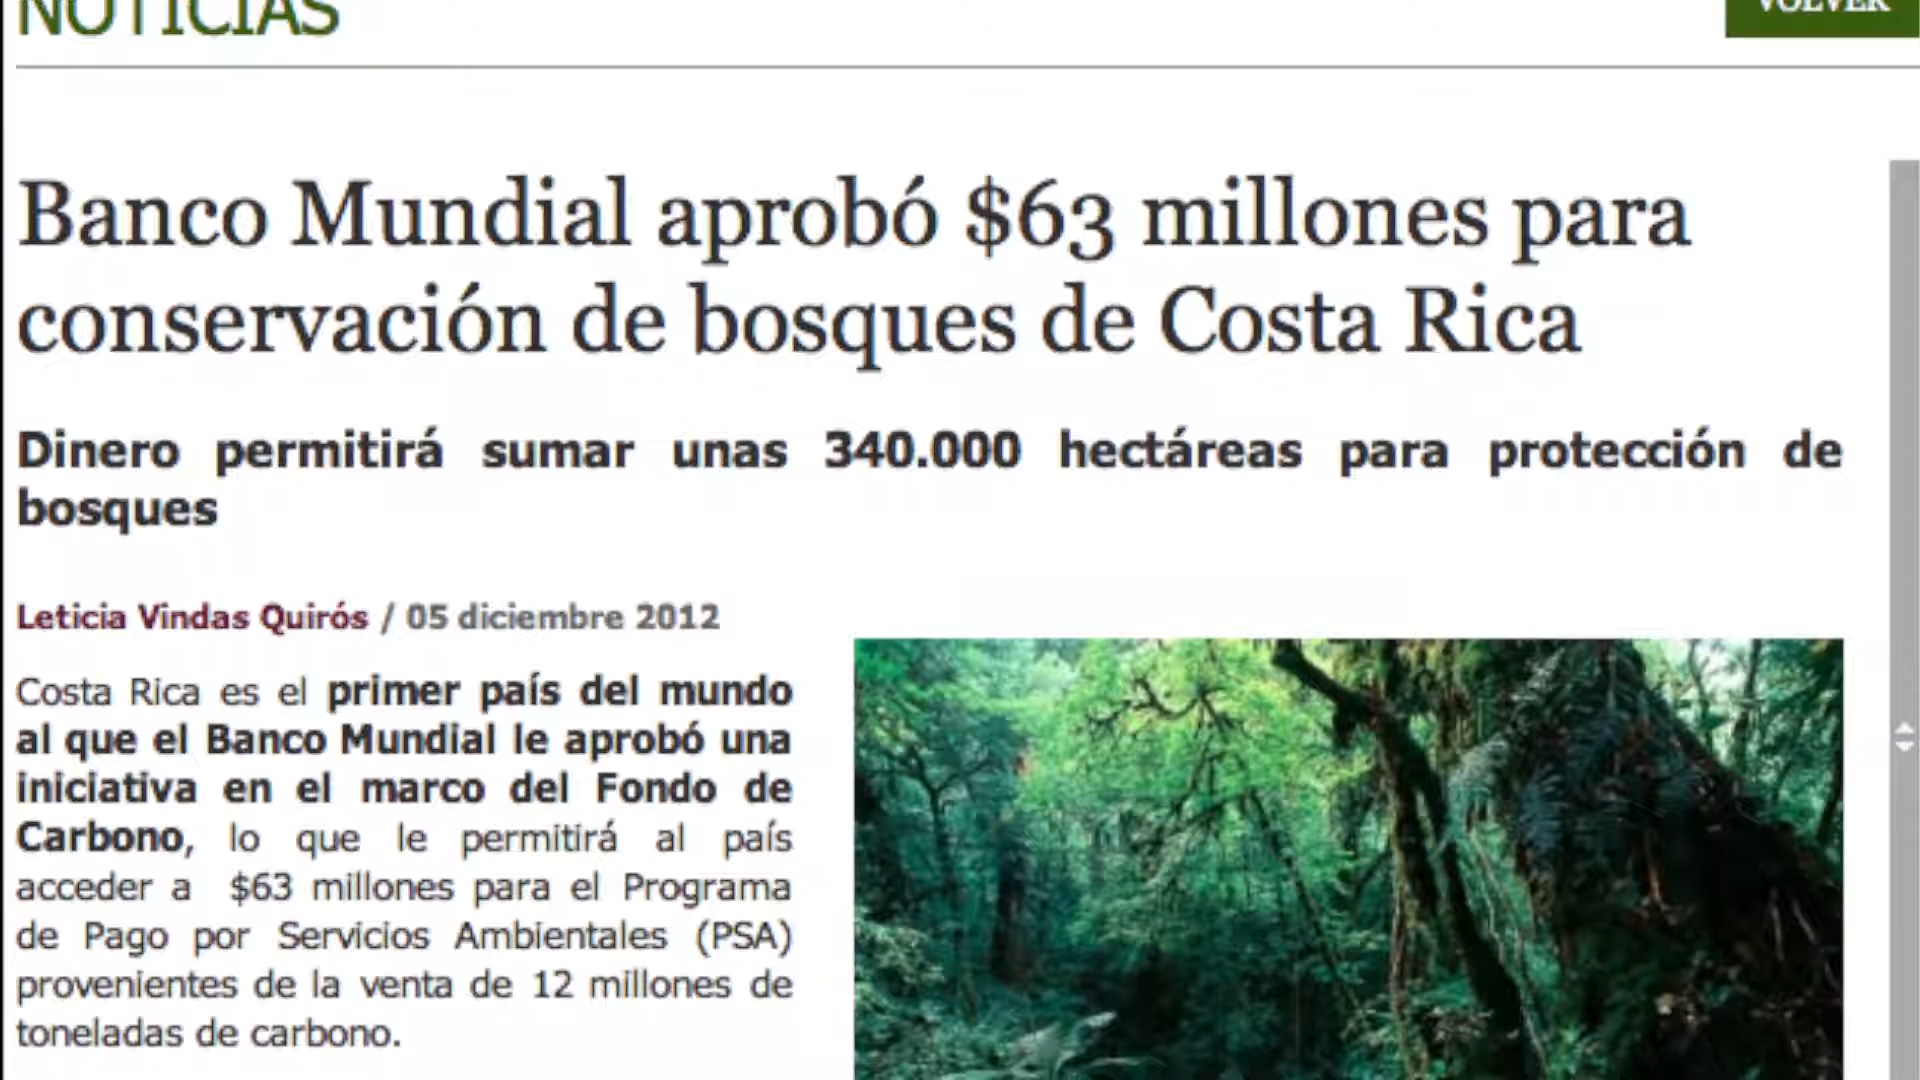 NOTICIAS
VOLVER
Banco Mundial aprobó $63 millones para
conservación de bosques de Costa Rica
Dinero permitirá sumar unas 340.000 hectáreas para protección de
bosques
Leticia Vindas Quirós / 05 diciembre 2012
Costa Rica es el primer país del mundo
al que el Banco Mundial le aprobó una
iniciativa en el marco del Fondo de
Carbono, lo que le permitirá al país
acceder a $63 millones para el Programa
de Pago por Servicios Ambientales (PSA)
provenientes de la venta de 12 millones de
toneladas de carbono.